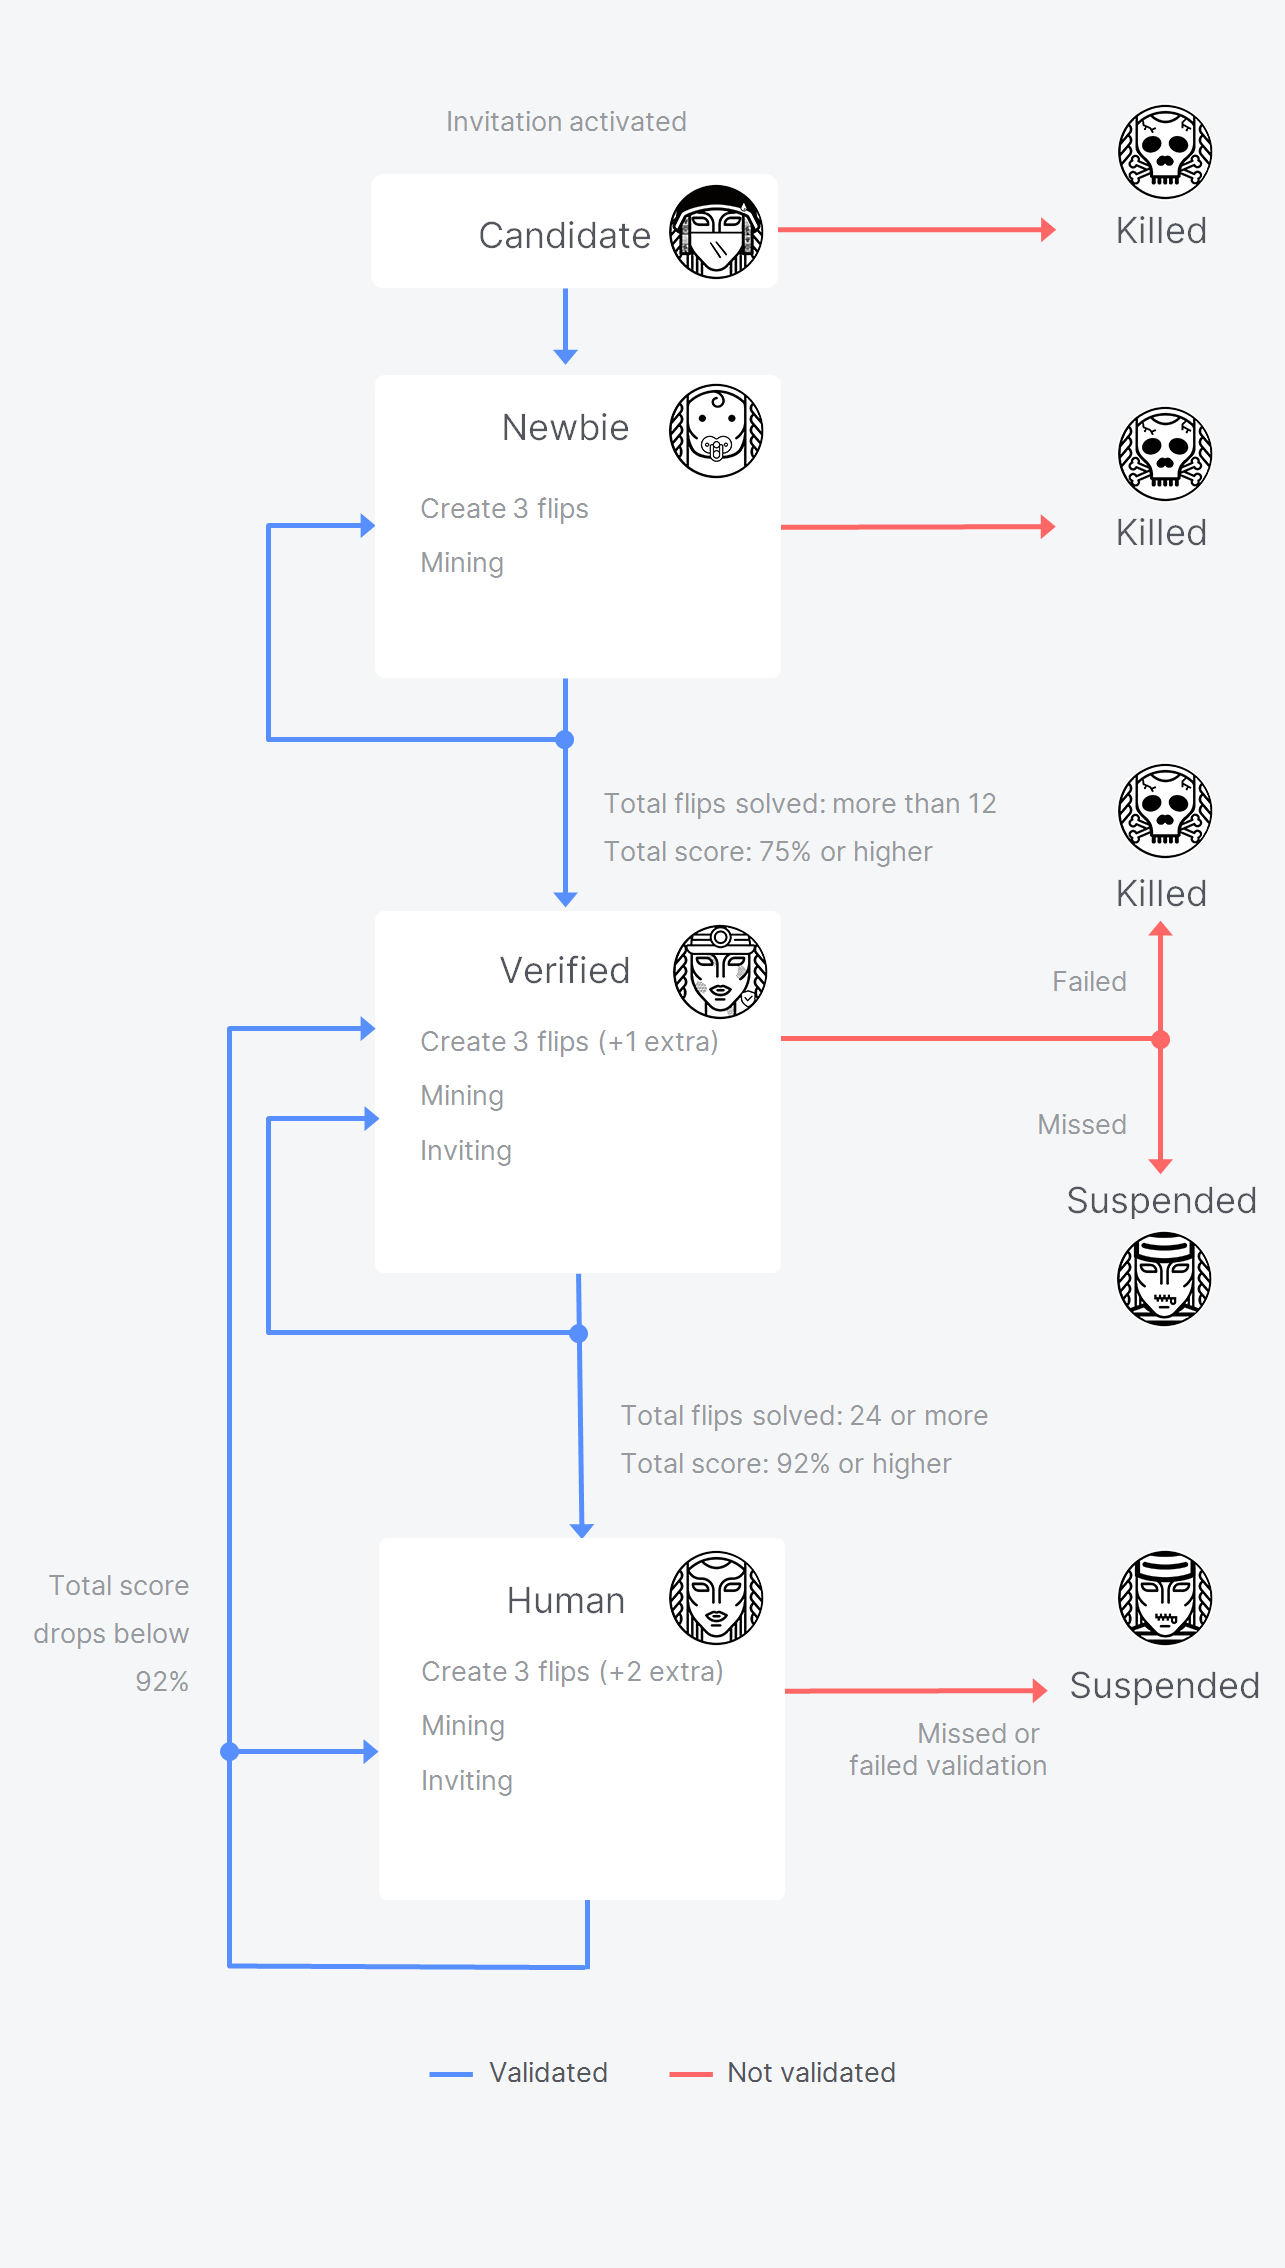 Invitation activated
Candidate
Killed
Newbie
Create 3 flips
Mining
Killed
Total flips solved: more than 12
Total score: 75% or higher
Killed
Verified
Create 3 flips (+1 extra)
Mining
Inviting
Failed
Missed
Suspended
Total flips solved: 24 or more
Total score: 92% or higher
Total score
drops below
92%
Human
Create 3 flips (+2 extra)
Mining
Inviting
Suspended
Missed or
failed validation
Validated
Not validated